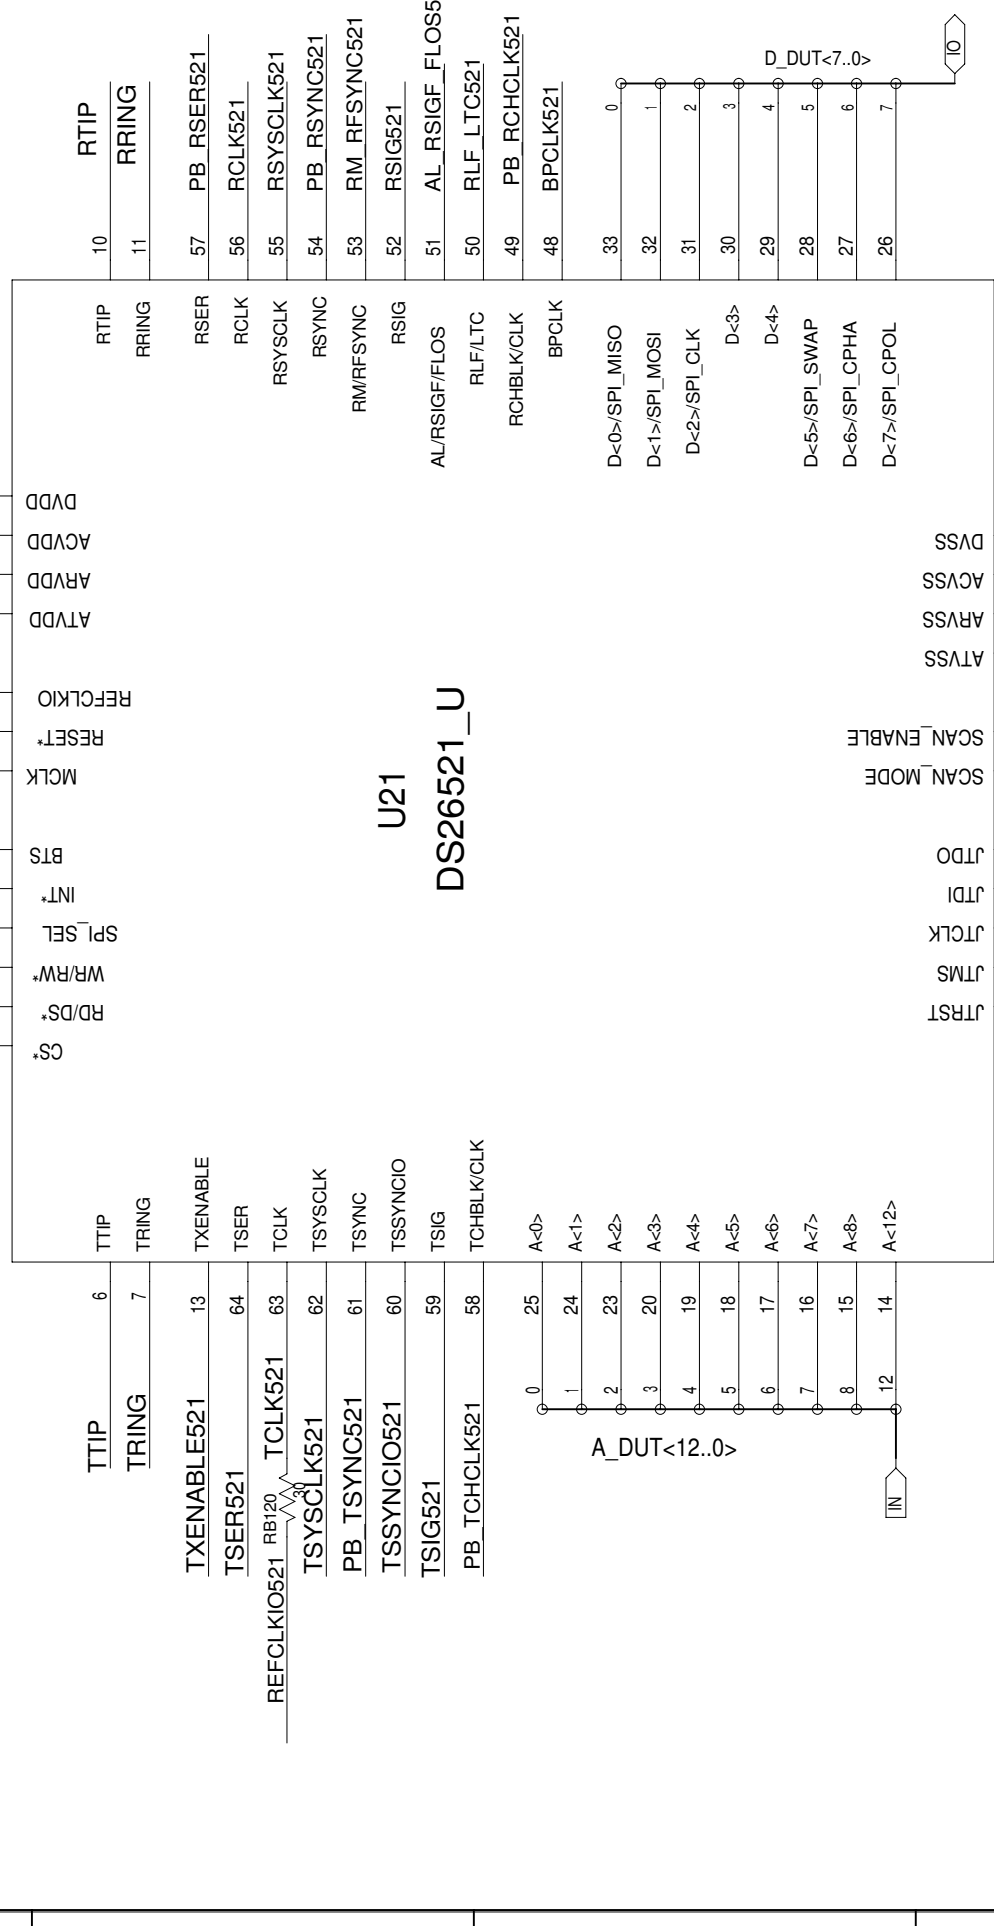 RTIP
RRING
PB_RSER521
RCLK521
RSYSCLK521
PB_RSYNC521
RM_RFSYNC521
RSIG521
AL_RSIGF_FLOS5
RLF_LTC521
PB_RCHCLK521
BPCLK521
D_DUT<7..0>
IO
0
1
2
3
4
5
6
7
10
11
57
56
55
54
53
52
51
50
49
48
33
32
31
30
29
28
27
26
RTIP
RRING
RSER
RCLK
RSYSCLK
RSYNC
RM/RFSYNC
RSIG
AL/RSIGF/FLOS
RLF/LTC
RCHBLK/CLK
BPCLK
D<0>/SPI_MISO
D<1>/SPI_MOSI
D<2>/SPI_CLK
D<3>
D<4>
D<5>/SPI_SWAP
D<6>/SPI_CPHA
D<7>/SPI_CPOL
DVDD
ACVDD
ARVDD
ATVDD
REFCLKIO
RESET*
MCLK
BTS
INT*
SPI_SEL
WR/RW*
RD/DS*
CS*
U21
DS26521_U
DVSS
ACVSS
ARVSS
ATVSS
SCAN_ENABLE
SCAN_MODE
JTDO
JTDI
JTCLK
JTMS
JTRST
TTIP
TRING
TXENABLE
TSER
TCLK
TSYSCLK
TSYNC
TSSYNCIO
TSIG
TCHBLK/CLK
A<0>
A<1>
A<2>
A<3>
A<4>
A<5>
A<6>
A<7>
A<8>
A<12>
6
7
13
64
63
62
61
60
59
58
25
24
23
20
19
18
17
16
15
14
0
1
2
3
4
5
6
7
8
12
TTIP
TRING
TXENABLE521
TSER521
TCLK521
RB120
30
REFCLKIO521
TSYSCLK521
PB_TSYNC521
TSSYNCIO521
TSIG521
PB_TCHCLK521
A_DUT<12..0>
IN